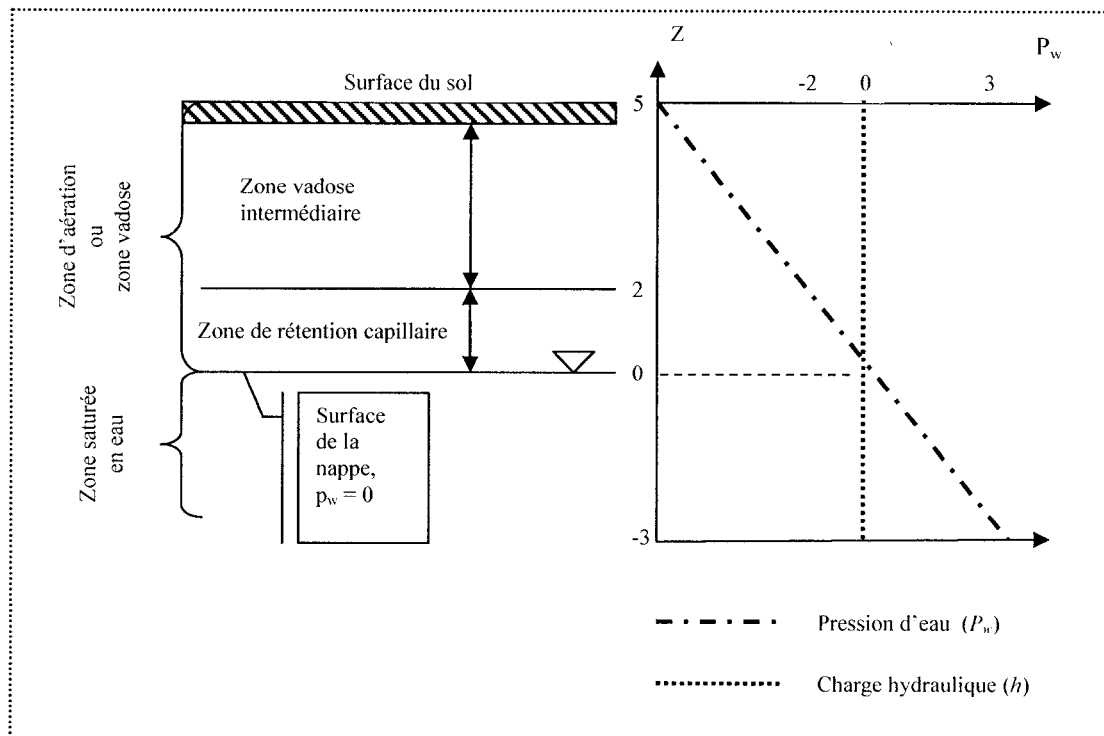 Z
P_w
-2
0
3
Surface du sol
5
Zone d'aération
ou
zone vadose
Zone vadose
intermédiaire
2
Zone de rétention capillaire
0
Zone saturée
en eau
Surface
de la
nappe,
p_w = 0
-3
Pression d'eau (P_w)
Charge hydraulique (h)